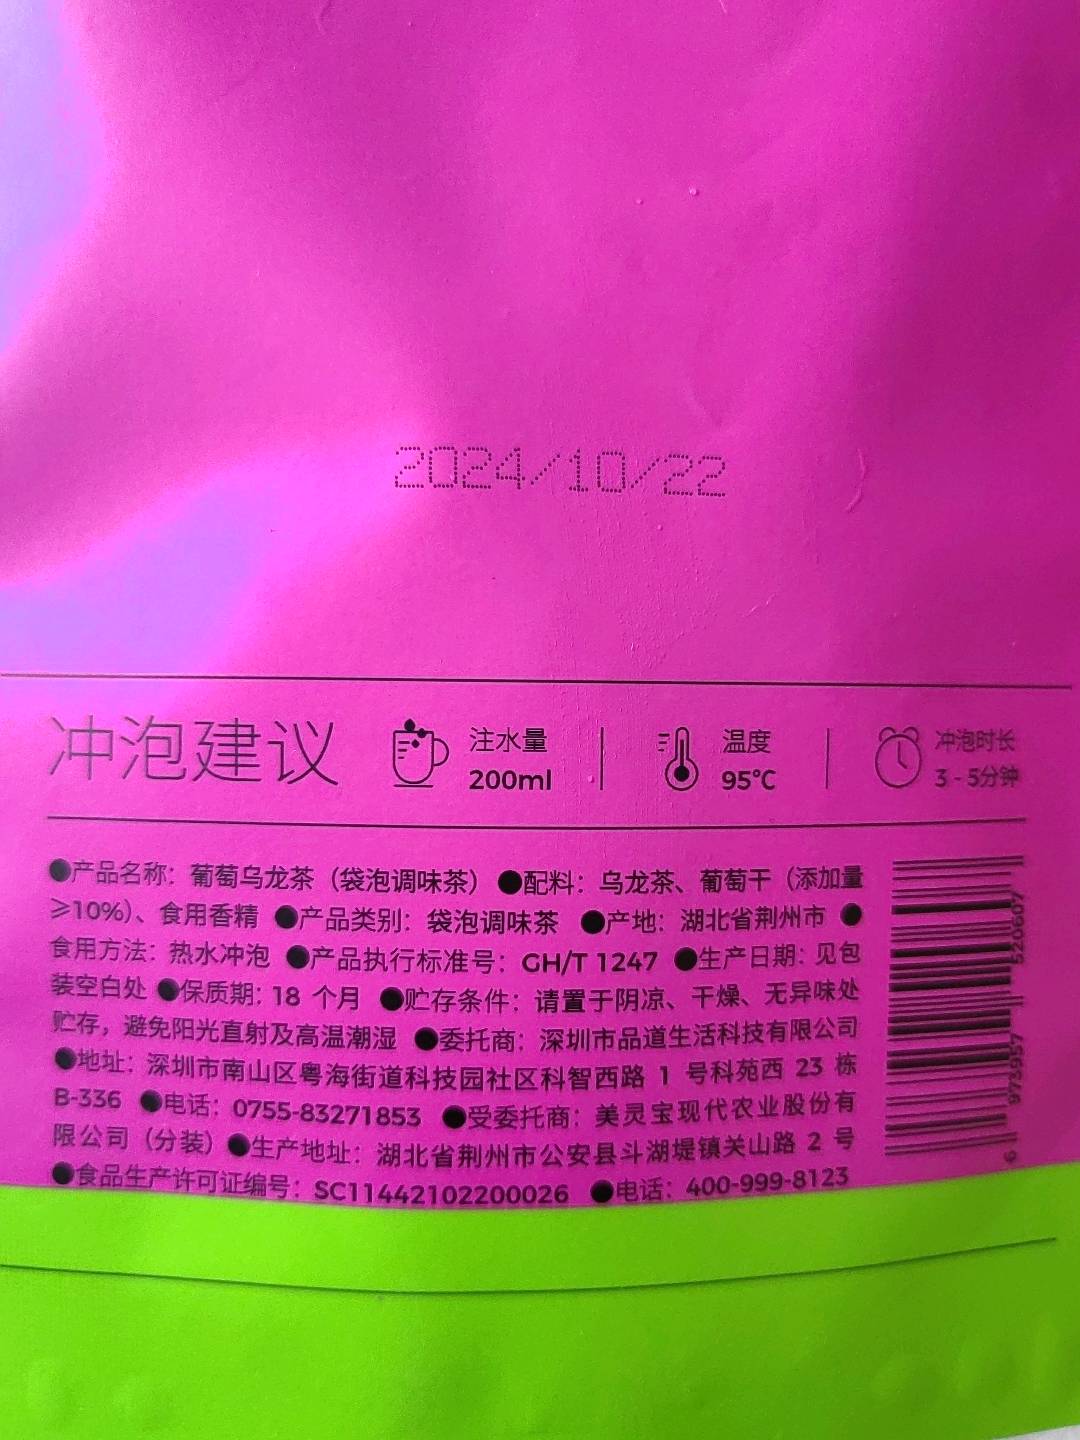 2024/10/22
冲泡建议
注水量
200ml
温度
95℃
冲泡时长
3 - 5分钟
●产品名称：葡萄乌龙茶（袋泡调味茶）●配料：乌龙茶、葡萄干（添加量
≥10%）、食用香精 ●产品类别：袋泡调味茶 ●产地：湖北省荆州市 ●
食用方法：热水冲泡 ●产品执行标准号：GH/T 1247 ●生产日期：见包
装空白处 ●保质期：18 个月 ●贮存条件：请置于阴凉、干燥、无异味处
贮存，避免阳光直射及高温潮湿 ●委托商：深圳市品道生活科技有限公司
●地址：深圳市南山区粤海街道科技园社区科智西路 1 号科苑西 23 栋
B-336 ●电话：0755-83271853 ●受委托商：美灵宝现代农业股份有
限公司（分装）●生产地址：湖北省荆州市公安县斗湖堤镇关山路 2 号
●食品生产许可证编号：SC11442102200026 ●电话：400-999-8123
6 973957 520607